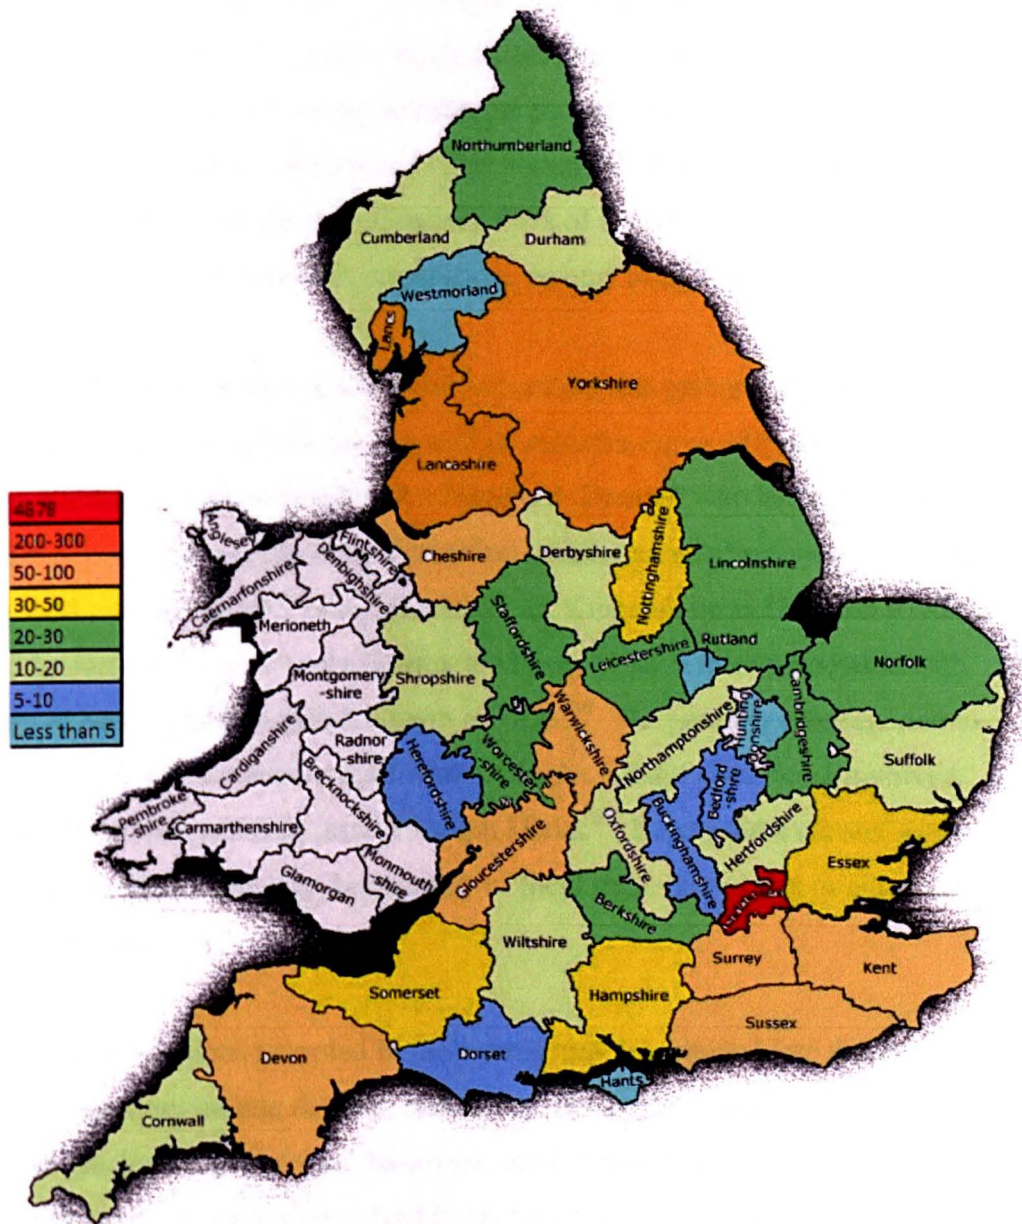 Northumberland
Cumberland
Durham
Westmorland
Lancs
Yorkshire
Lancashire
4878
200-300
50-100
30-50
20-30
10-20
5-10
Less than 5
Anglesey
Flintshire
Denbighshire
Caernarfonshire
Merioneth
Montgomery
-shire
Cheshire
Derbyshire
Nottinghamshire
Lincolnshire
Staffordshire
Shropshire
Leicestershire
Rutland
Norfolk
Cambridgeshire
Hunting
donshire
Northamptonshire
Warwickshire
Worcester
-shire
Herefordshire
Radnor
-shire
Cardiganshire
Brecknockshire
Pembroke
-shire
Carmarthenshire
Glamorgan
Monmouth
-shire
Gloucestershire
Oxfordshire
Buckinghamshire
Bedford
-shire
Hertfordshire
Suffolk
Essex
Berkshire
Wiltshire
Surrey
Kent
Somerset
Hampshire
Sussex
Devon
Dorset
Hants
Cornwall